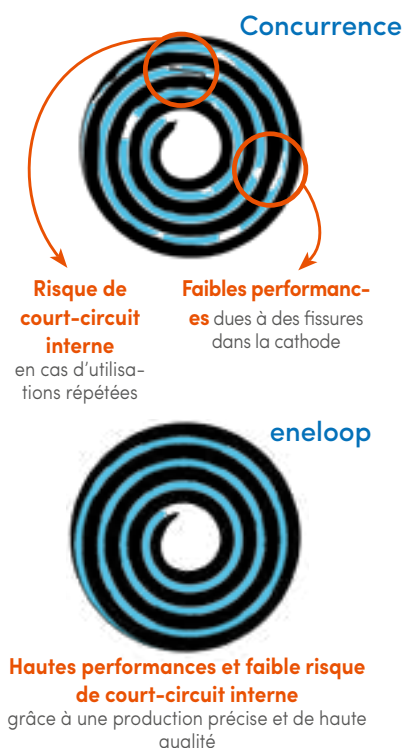 Concurrence
Risque de
court-circuit
interne
en cas d'utilisa-
tions répétées
Faibles performanc-
es dues à des fissures
dans la cathode
eneloop
Hautes performances et faible risque
de court-circuit interne
grâce à une production précise et de haute
qualité